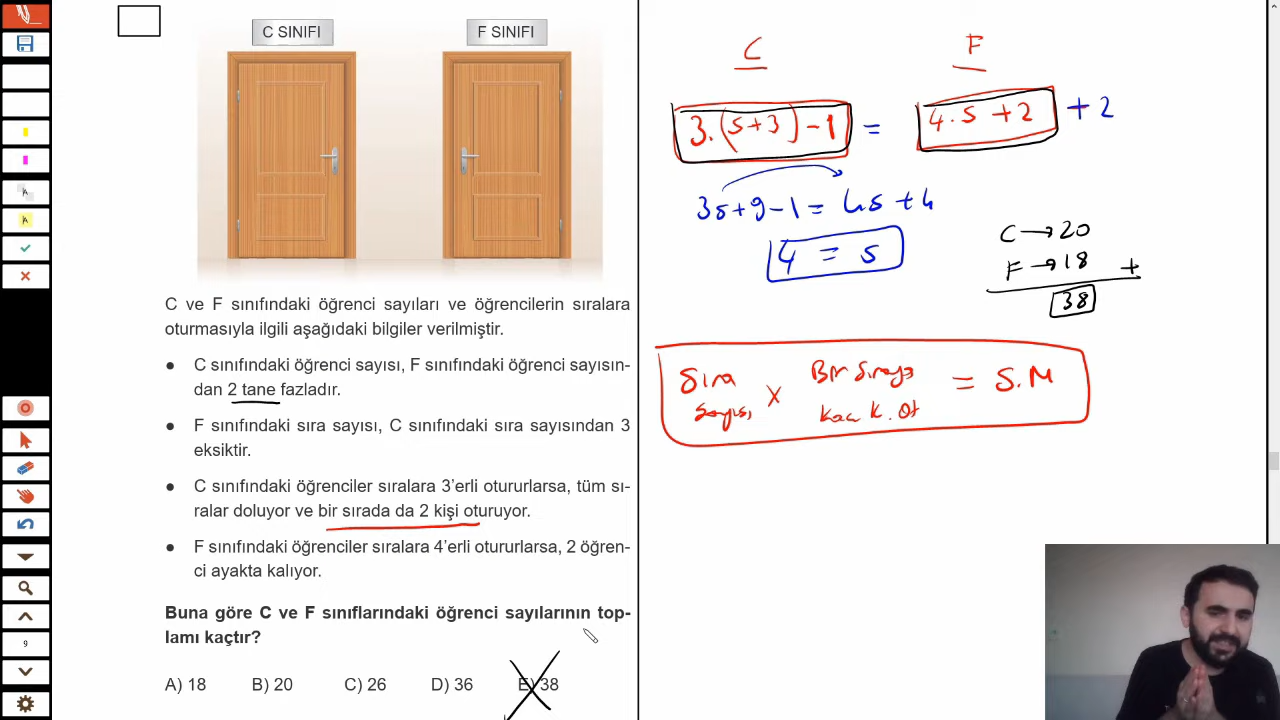 C SINIFI
F SINIFI
C ve F sınıfındaki öğrenci sayıları ve öğrencilerin sıralara
oturmasıyla ilgili aşağıdaki bilgiler verilmiştir.
● C sınıfındaki öğrenci sayısı, F sınıfındaki öğrenci sayısın-
dan 2 tane fazladır.
● F sınıfındaki sıra sayısı, C sınıfındaki sıra sayısından 3
eksiktir.
● C sınıfındaki öğrenciler sıralara 3'erli otururlarsa, tüm sı-
ralar doluyor ve bir sırada da 2 kişi oturuyor.
● F sınıfındaki öğrenciler sıralara 4'erli otururlarsa, 2 öğren-
ci ayakta kalıyor.
Buna göre C ve F sınıflarındaki öğrenci sayılarının top-
lamı kaçtır?
A) 18 B) 20 C) 26 D) 36 E) 38
C F
3.(s+3)-1 = 4.s+2 +2
3s+9-1 = 4s+4
4 = s
C→20
F→18 +
38
Sıra x Bir Sıraya = S.M
Sayısı, Kaç K. Ot
9